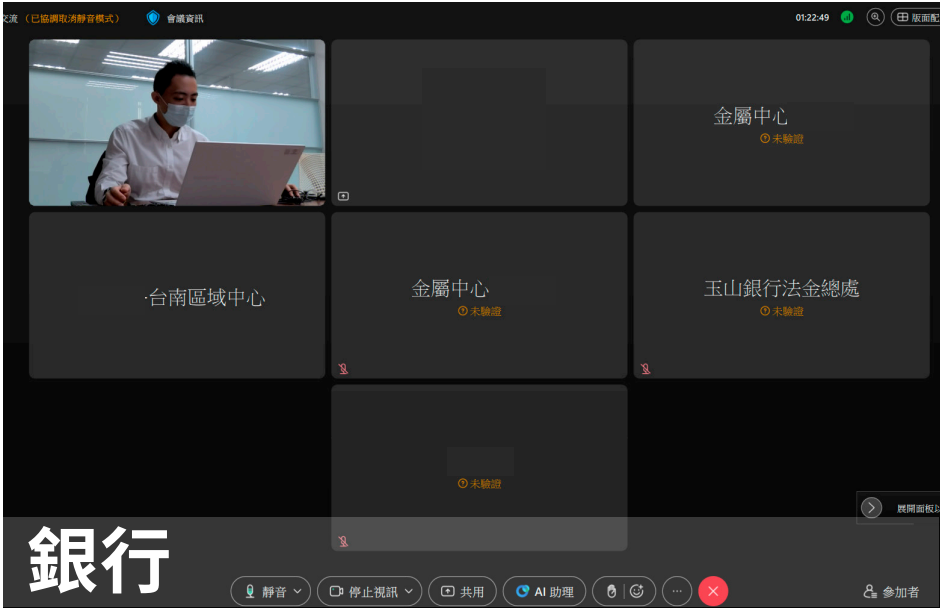 交流 (已協調取消靜音模式) 會議資訊 01:22:49 版面配
金屬中心
未驗證
台南區域中心
金屬中心
未驗證
玉山銀行法金總處
未驗證
未驗證
展開面板以
銀行
靜音 停止視訊 共用 AI 助理 參加者